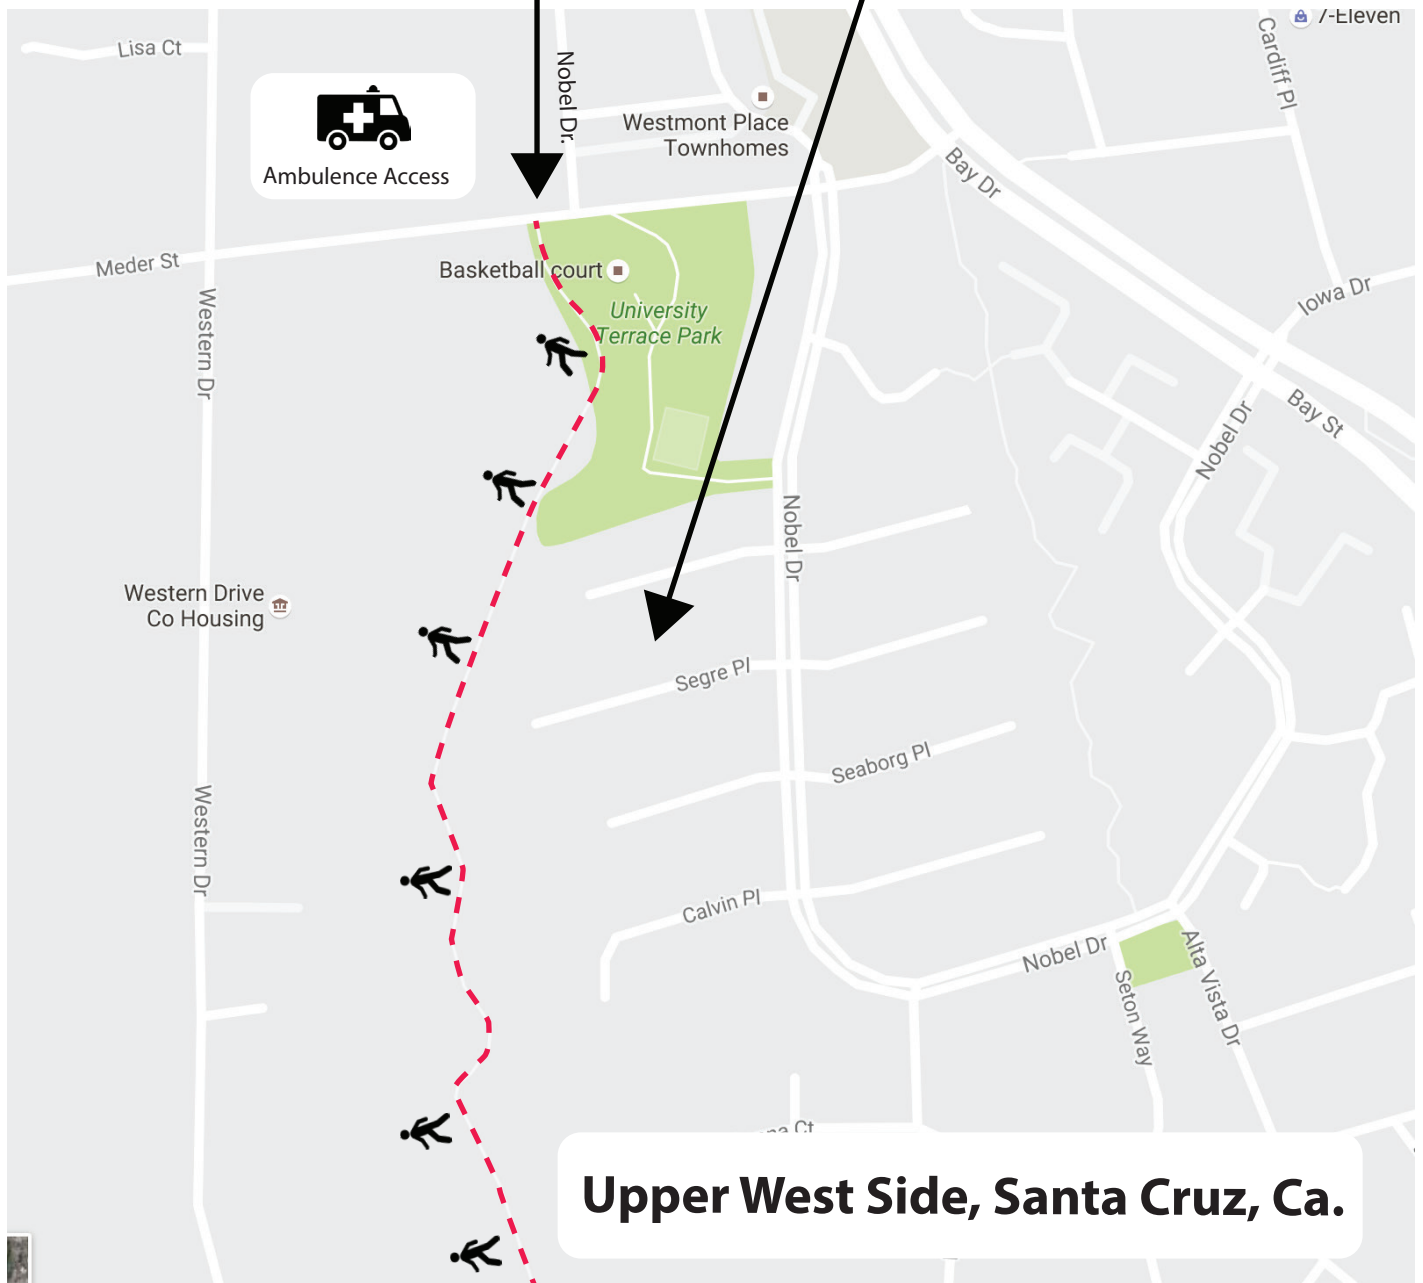 7-Eleven
Lisa Ct
Cardiff Pl
Nobel Dr.
Westmont Place
Townhomes
Ambulence Access
Bay Dr
Meder St
Basketball court
University
Terrace Park
Iowa Dr
Western Dr
Bay St
Nobel Dr
Nobel Dr
Western Drive
Co Housing
Segre Pl
Seaborg Pl
Western Dr
Calvin Pl
Nobel Dr
Alta Vista Dr
Seton Way
Ct
Upper West Side, Santa Cruz, Ca.